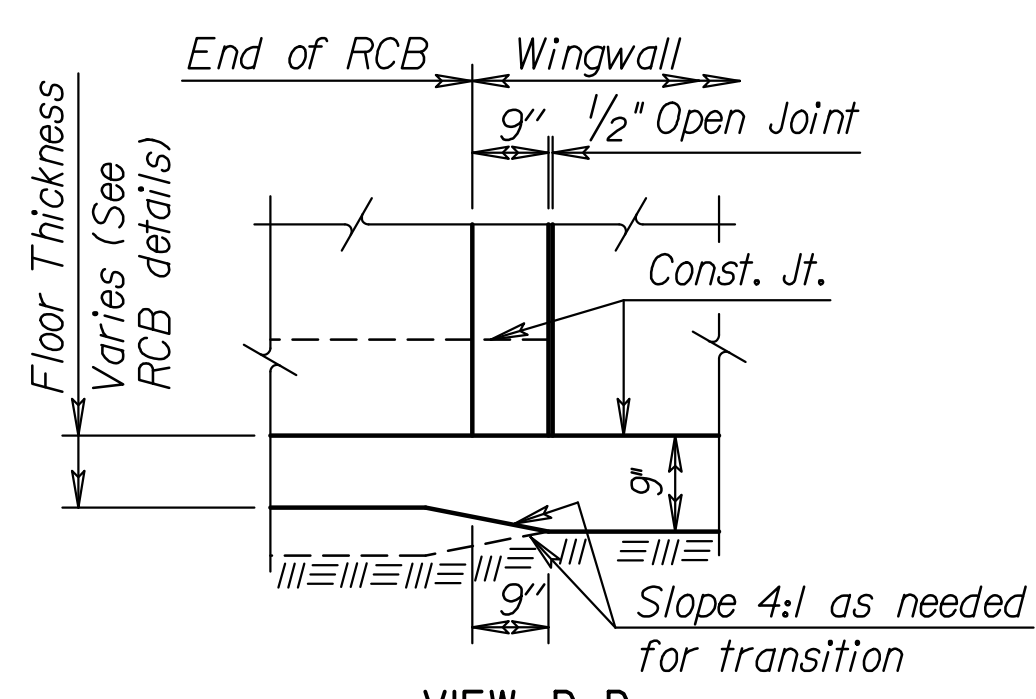 End of RCB
Wingwall
9"
1/2" Open Joint
Floor Thickness
Varies (See
RCB details)
Const. Jt.
9"
9"
Slope 4:1 as needed
for transition